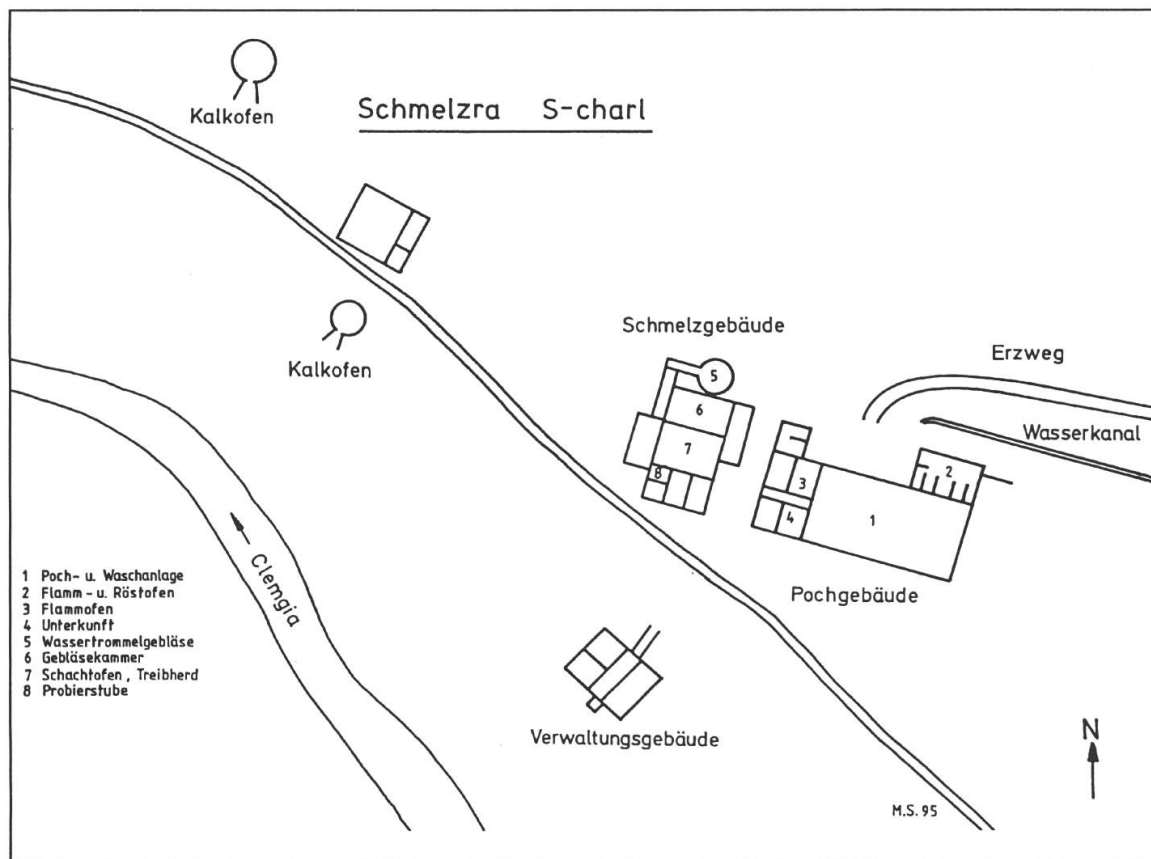 Kalkofen
Schmelzra S-charl
Kalkofen
Schmelzgebäude
Erzweg
Wasserkanal
5
6
7
8
3
4
1
2
Pochgebäude
Clemgia
1 Poch- u. Waschanlage
2 Flamm- u. Röstofen
3 Flammofen
4 Unterkunft
5 Wassertrommelgebläse
6 Gebläsekammer
7 Schachtofen, Treibherd
8 Probierstube
Verwaltungsgebäude
N
M.S. 95